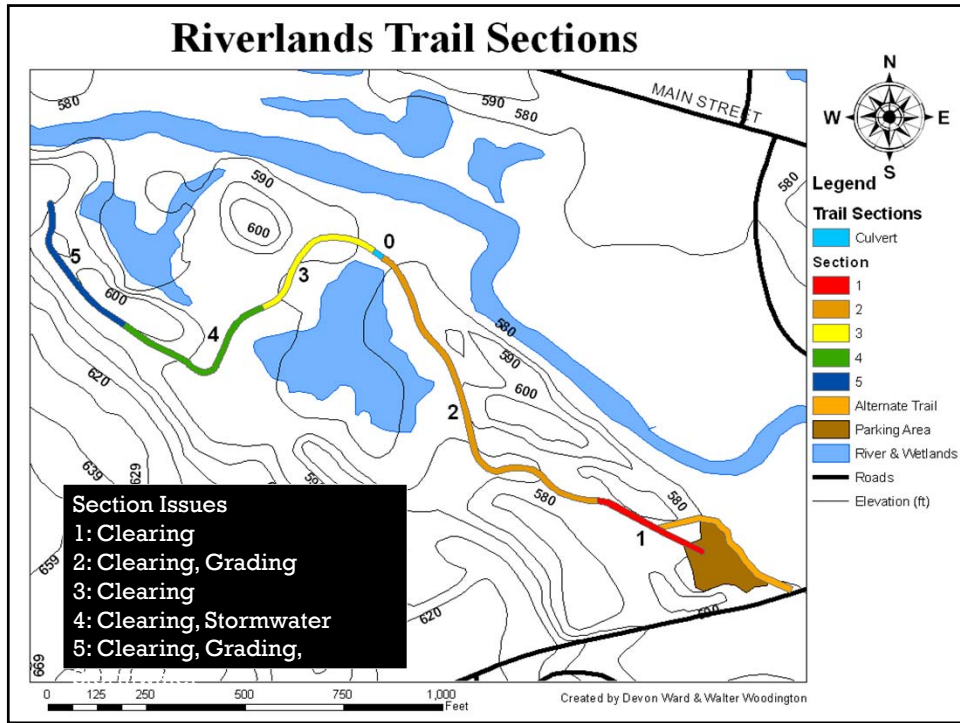 Riverlands Trail Sections
580
590
580
MAIN STREET
N
W E
S
580
590
600
0
3
5
600
4
580
590
600
2
620
639
629
580
580
1
659
620
669
Legend
Trail Sections
Culvert
Section
1
2
3
4
5
Alternate Trail
Parking Area
River & Wetlands
Roads
Elevation (ft)
Section Issues
1: Clearing
2: Clearing, Grading
3: Clearing
4: Clearing, Stormwater
5: Clearing, Grading,
0 125 250 500 750 1,000
Feet
Created by Devon Ward & Walter Woodington